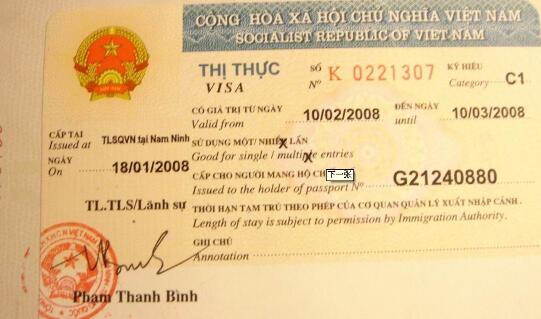 CỘNG HOA XÃ HỘI CHỦ NGHĨA VIỆT NAM
SOCIALIST REPUBLIC OF VIET NAM
THỊ THỰC
VISA
SỐ
Nº
K 0221307
KÝ HIỆU
Category
C1
CÓ GIÁ TRỊ TỪ NGÀY
Valid from
10/02/2008
ĐẾN NGÀY
until
10/03/2008
CẤP TẠI
Issued at
TLSQVN tại Nam Ninh
SỬ DỤNG MỘT/ NHIỀU LẦN
Good for single / multiple entries
NGÀY
On
18/01/2008
CẤP CHO NGƯỜI MANG HỘ CH
下一张
Issued to the holder of passport Nº
G21240880
TL.TLS/Lãnh sự
THỜI HẠN TẠM TRÚ THEO PHÉP CỦA CƠ QUAN QUẢN LÝ XUẤT NHẬP CẢNH.
Length of stay is subject to permission by Immigration Authority.
GHI CHÚ
Annotation
Phạm Thanh Bình